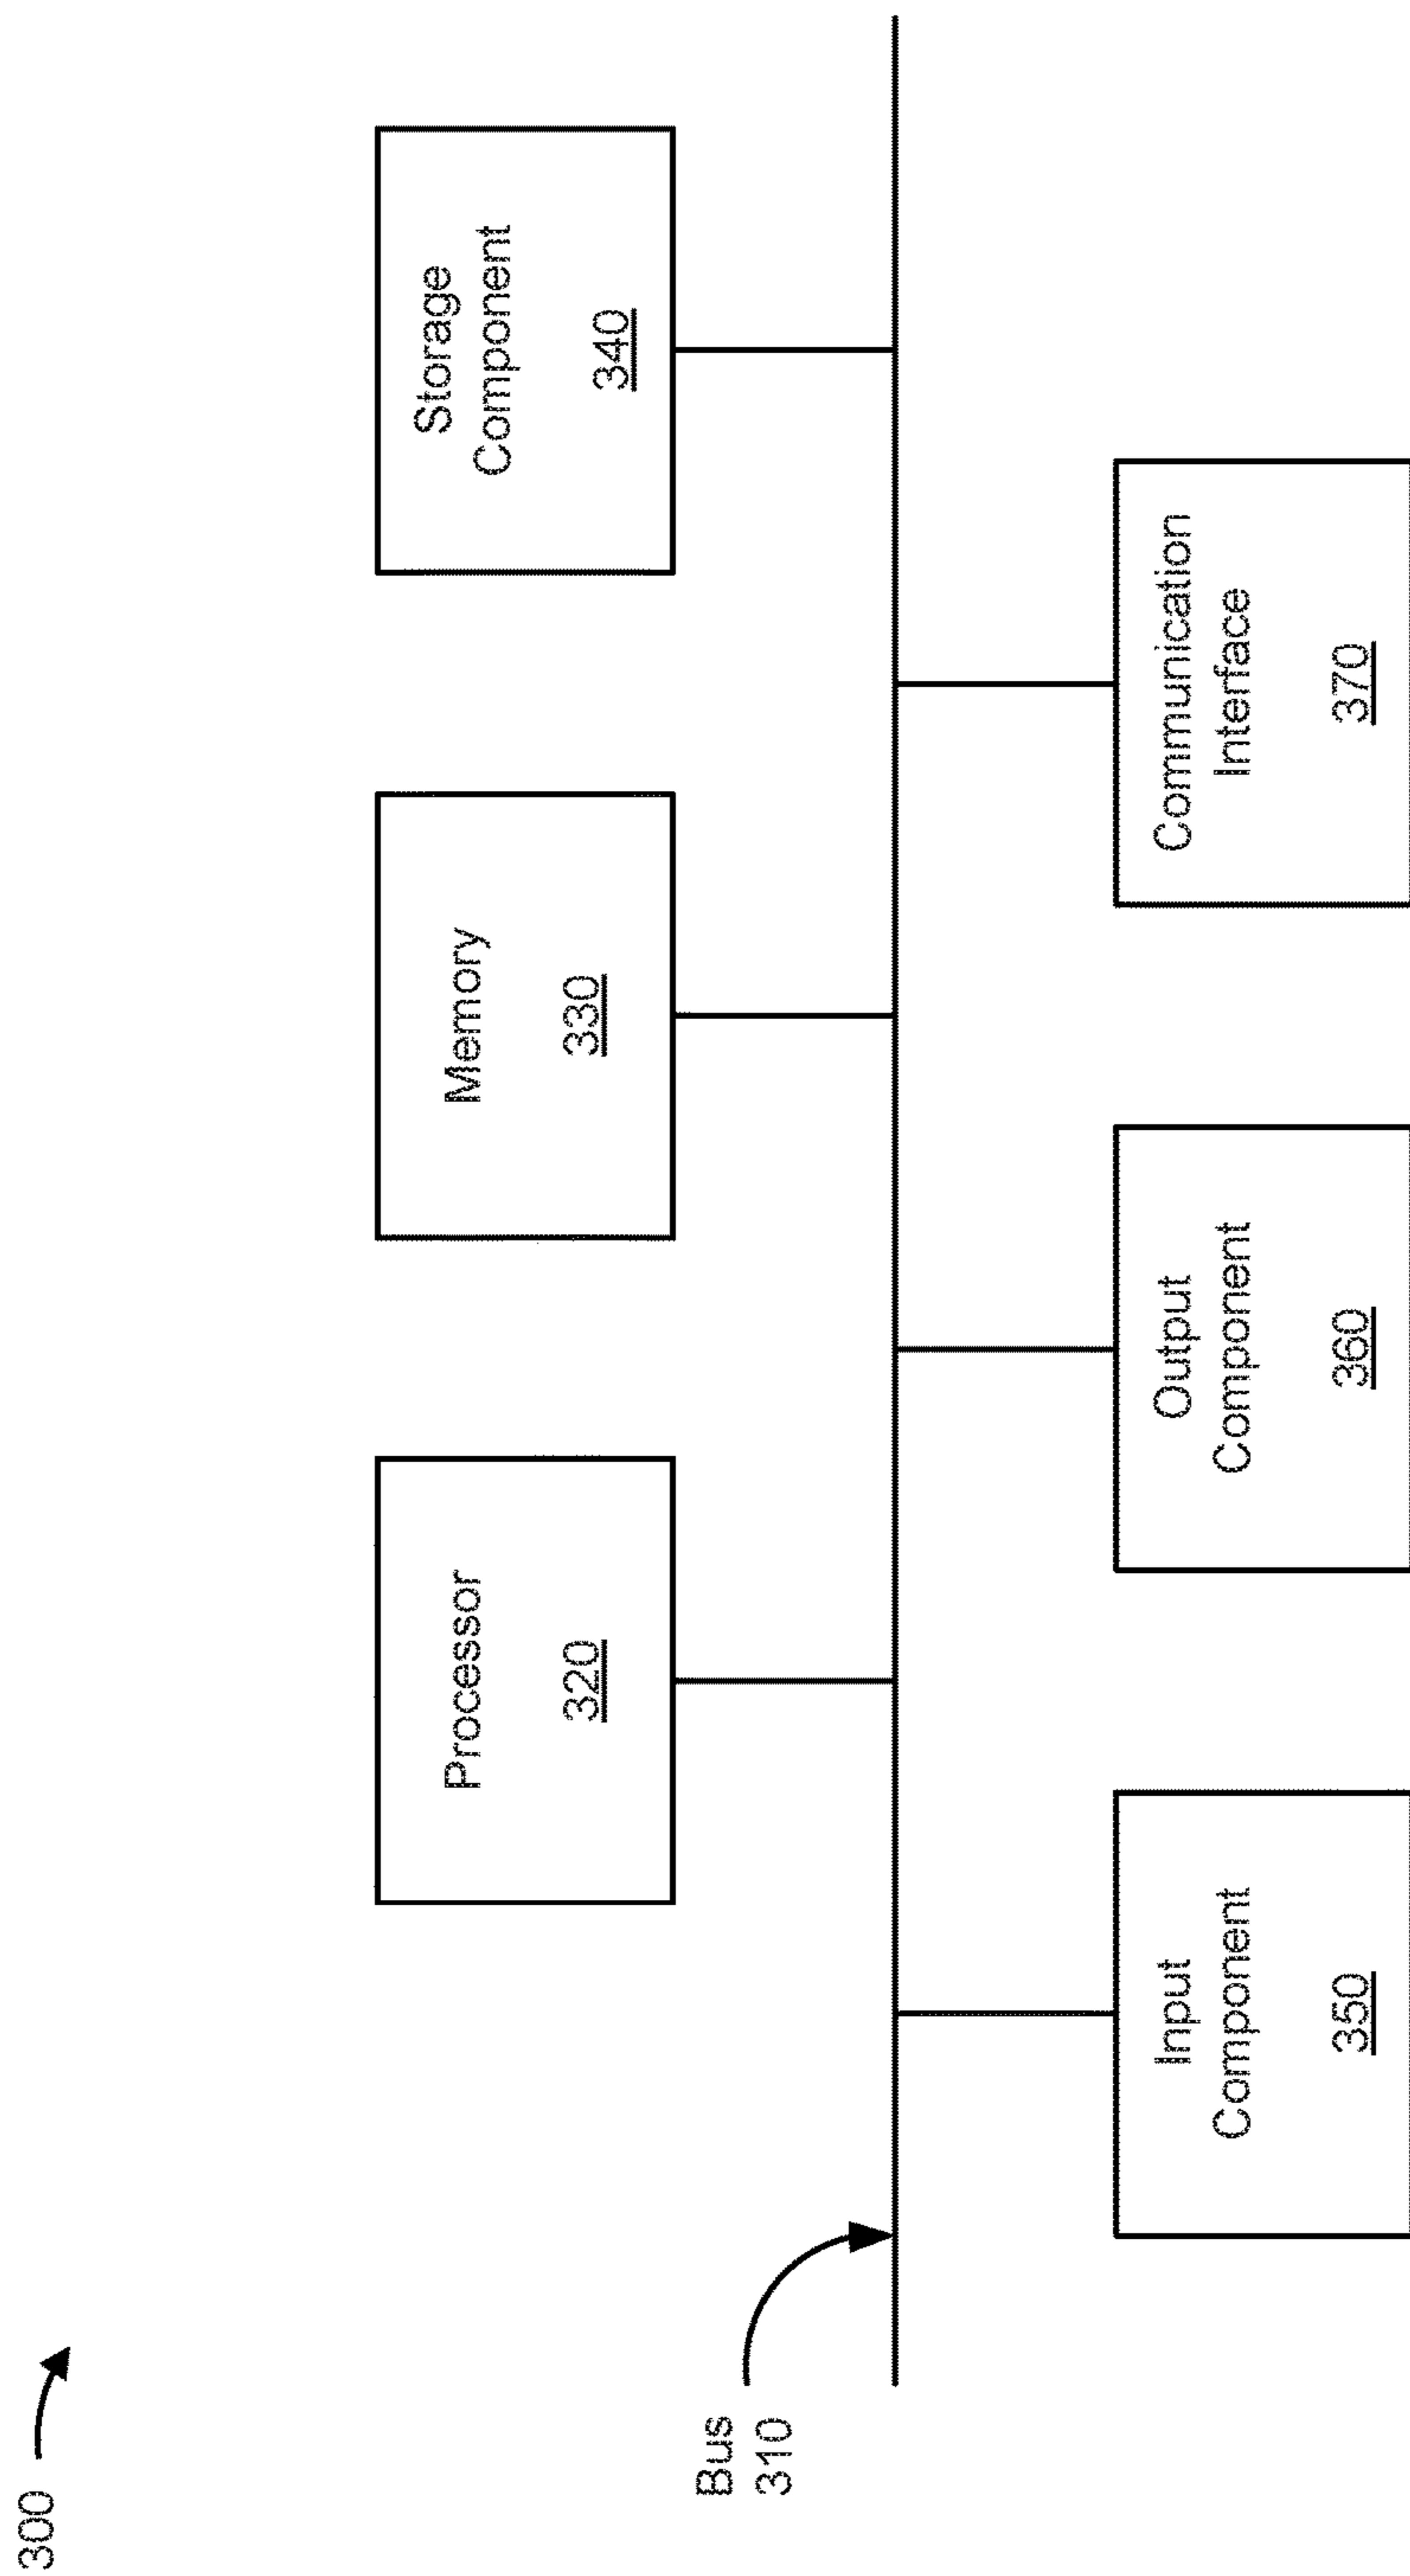 300
Processor
320
Memory
330
Storage
Component
340
Bus
310
Input
Component
350
Output
Component
360
Communication
Interface
370